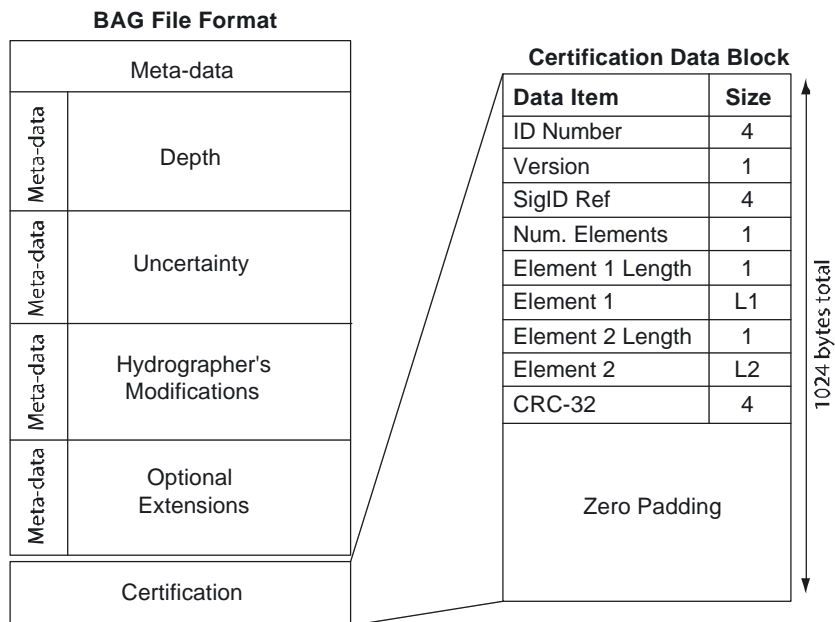 BAG File Format
Meta-data
Meta-data
Depth
Meta-data
Uncertainty
Meta-data
Hydrographer's
Modifications
Meta-data
Optional
Extensions
Certification
Certification Data Block
Data Item Size
ID Number 4
Version 1
SigID Ref 4
Num. Elements 1
Element 1 Length 1
Element 1 L1
Element 2 Length 1
Element 2 L2
CRC-32 4
Zero Padding
1024 bytes total